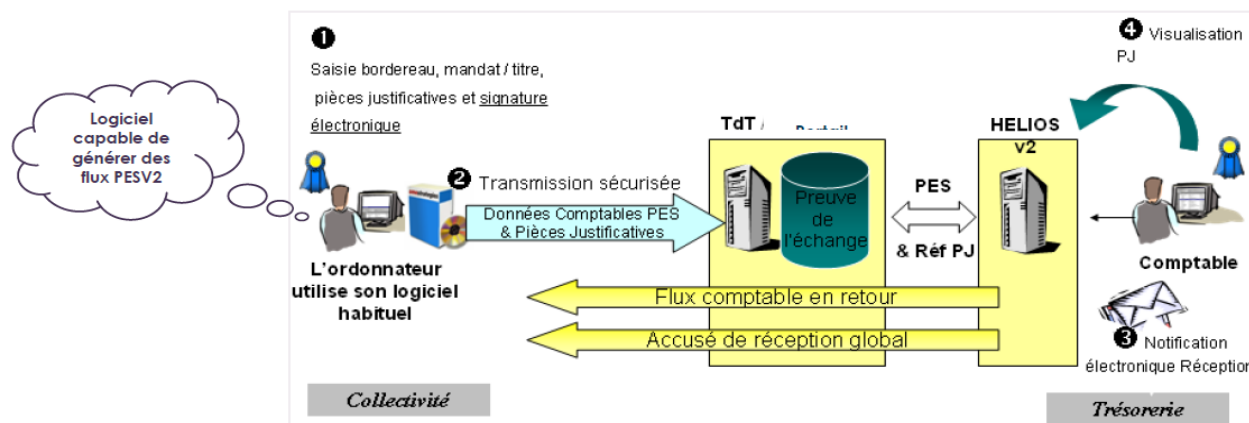 Logiciel
capable de
générer des
flux PESV2
1
Saisie bordereau, mandat / titre,
pièces justificatives et signature
électronique
2 Transmission sécurisée
Données Comptables PES
& Pièces Justificatives
L'ordonnateur
utilise son logiciel
habituel
Collectivité
TdT /
Preuve
de
l'échange
PES
& Réf PJ
HELIOS
v2
Flux comptable en retour
Accusé de réception global
4 Visualisation
PJ
Comptable
3 Notification
électronique Réception
Trésorerie